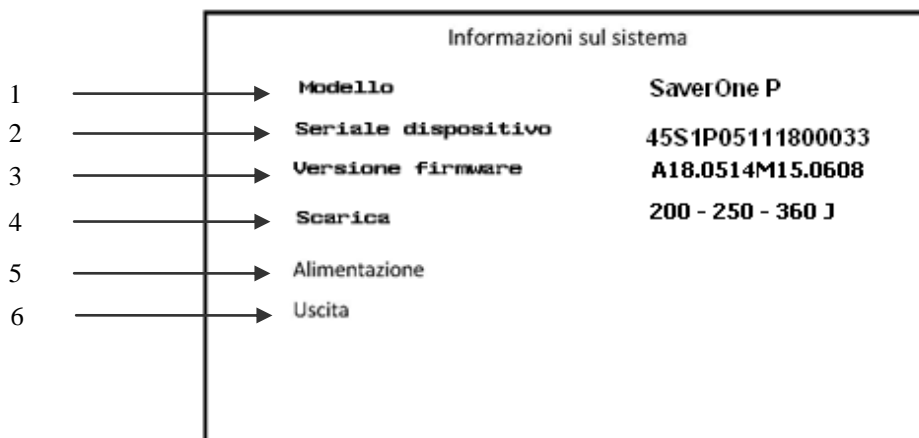 Informazioni sul sistema
1 Modello SaverOne P
2 Seriale dispositivo 45S1P05111800033
3 Versione firmware A18.0514M15.0608
4 Scarica 200 - 250 - 360 J
5 Alimentazione
6 Uscita